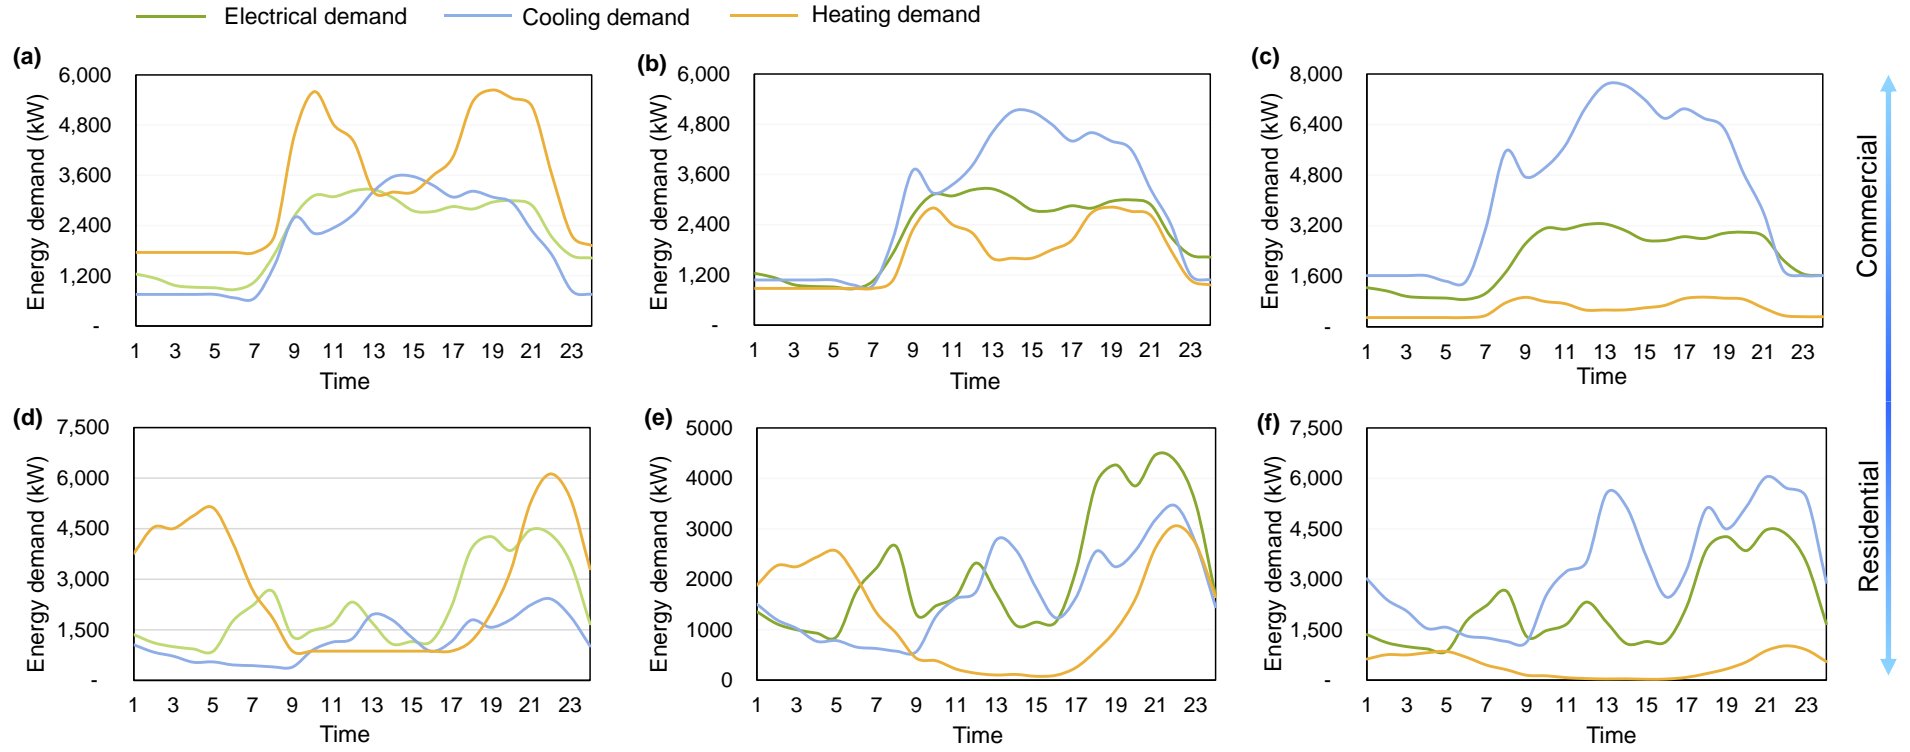 Electrical demand Cooling demand Heating demand
(a)
6,000
4,800
3,600
2,400
1,200
-
Energy demand (kW)
1 3 5 7 9 11 13 15 17 19 21 23
Time
(b)
6,000
4,800
3,600
2,400
1,200
-
Energy demand (kW)
1 3 5 7 9 11 13 15 17 19 21 23
Time
(c)
8,000
6,400
4,800
3,200
1,600
-
Energy demand (kW)
1 3 5 7 9 11 13 15 17 19 21 23
Time
Commercial
(d)
7,500
6,000
4,500
3,000
1,500
-
Energy demand (kW)
1 3 5 7 9 11 13 15 17 19 21 23
Time
(e)
5000
4000
3000
2000
1000
0
Energy demand (kW)
1 3 5 7 9 11 13 15 17 19 21 23
Time
(f)
7,500
6,000
4,500
3,000
1,500
-
Energy demand (kW)
1 3 5 7 9 11 13 15 17 19 21 23
Time
Residential